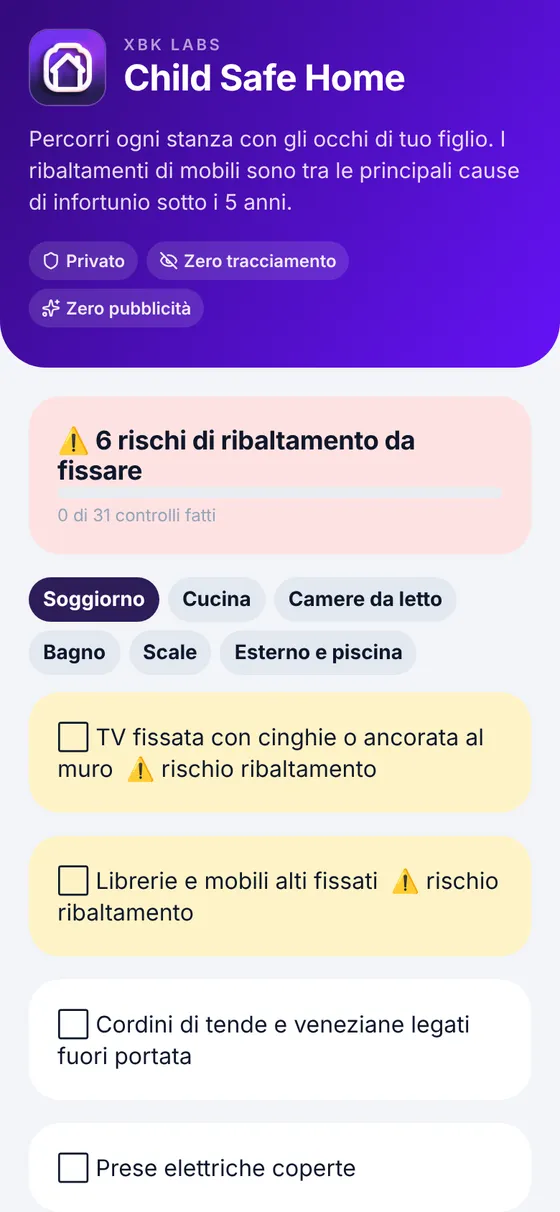 XBK LABS
Child Safe Home
Percorri ogni stanza con gli occhi di tuo figlio. I
ribaltamenti di mobili sono tra le principali cause
di infortunio sotto i 5 anni.
Privato
Zero tracciamento
Zero pubblicità
⚠️ 6 rischi di ribaltamento da
fissare
0 di 31 controlli fatti
Soggiorno
Cucina
Camere da letto
Bagno
Scale
Esterno e piscina
TV fissata con cinghie o ancorata al
muro ⚠️ rischio ribaltamento
Librerie e mobili alti fissati ⚠️ rischio
ribaltamento
Cordini di tende e veneziane legati
fuori portata
Prese elettriche coperte